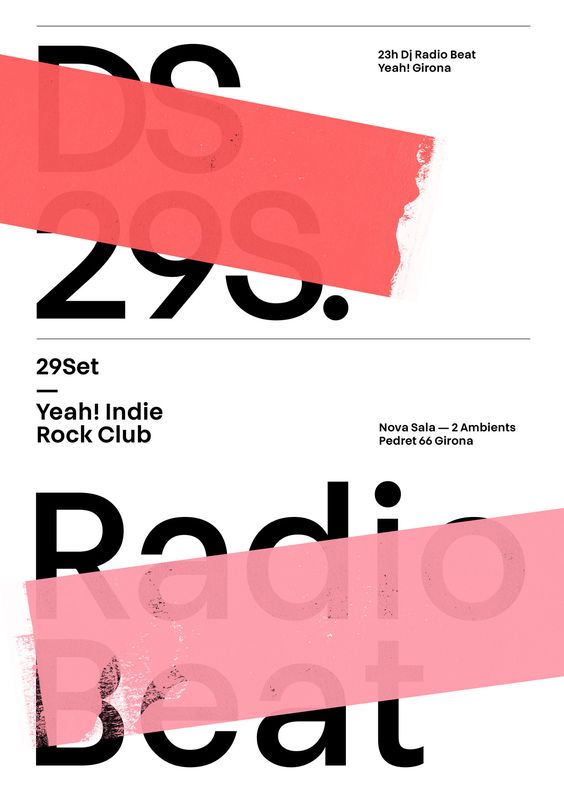 DS
29S.
23h Dj Radio Beat
Yeah! Girona
29Set
—
Yeah! Indie
Rock Club
Nova Sala — 2 Ambients
Pedret 66 Girona
Radio
Beat